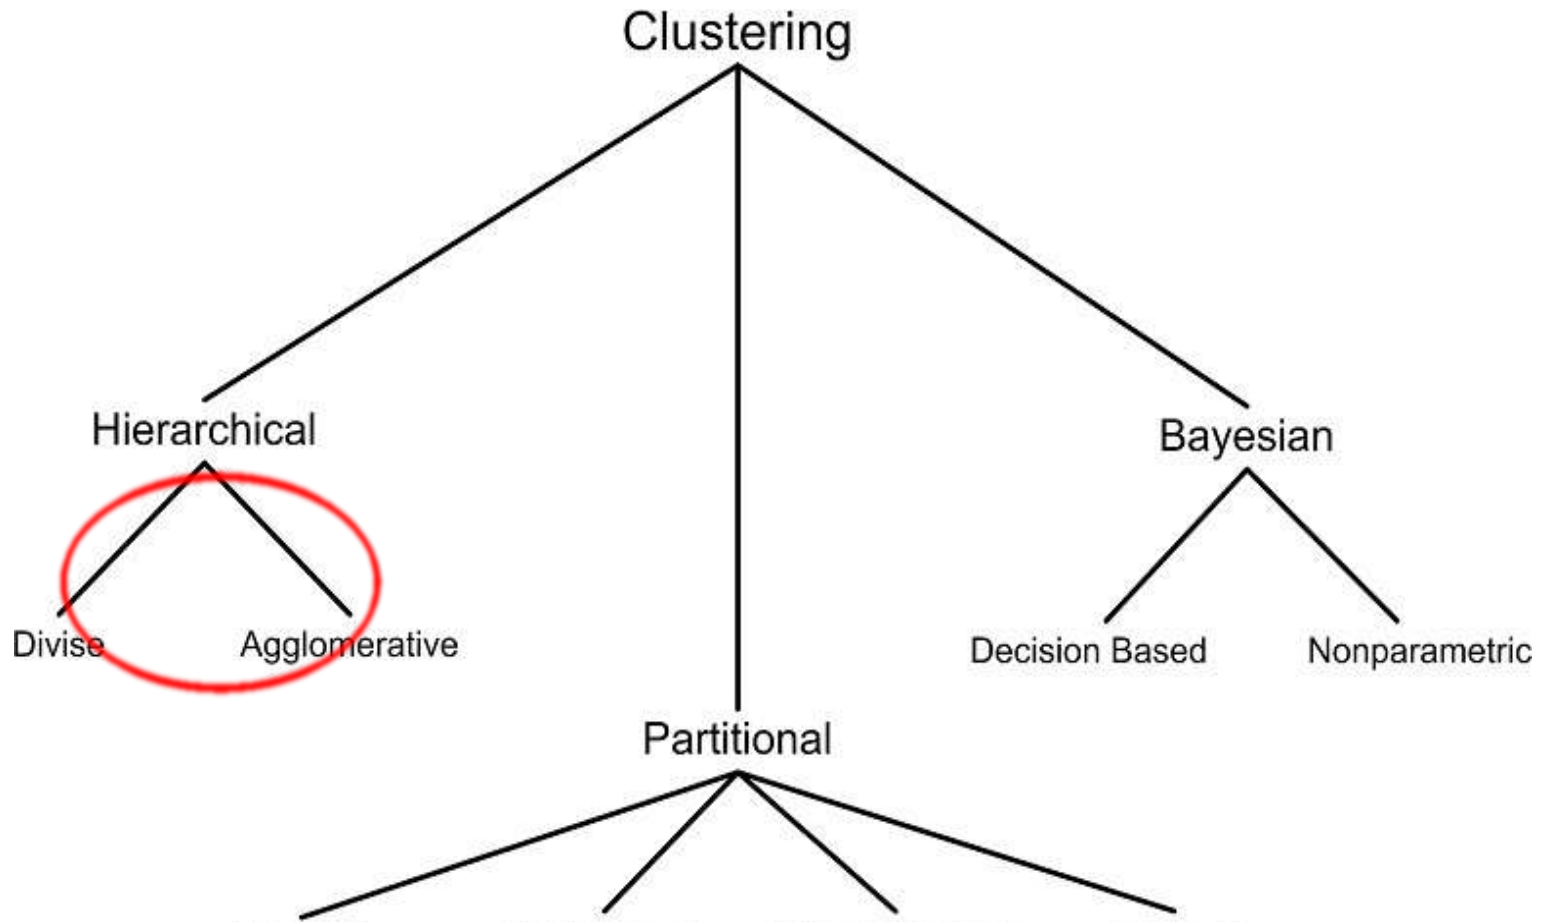 Clustering
Hierarchical
Bayesian
Divise
Agglomerative
Decision Based
Nonparametric
Partitional